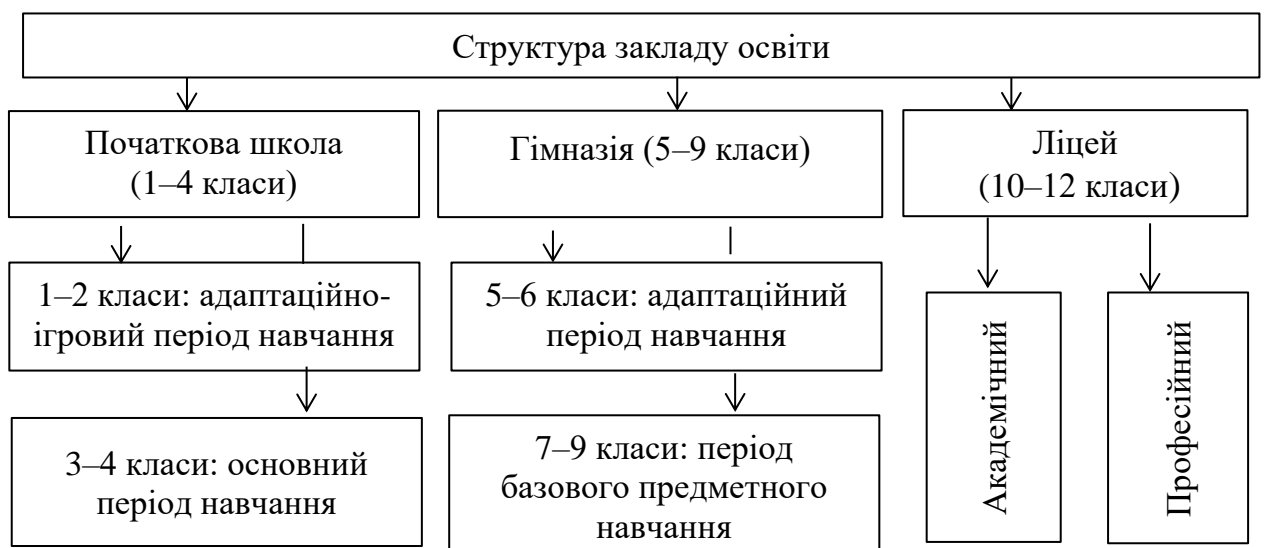 Структура закладу освіти
Початкова школа
(1–4 класи)
Гімназія (5–9 класи)
Ліцей
(10–12 класи)
1–2 класи: адаптаційно-
ігровий період навчання
5–6 класи: адаптаційний
період навчання
Академічний
Професійний
3–4 класи: основний
період навчання
7–9 класи: період
базового предметного
навчання